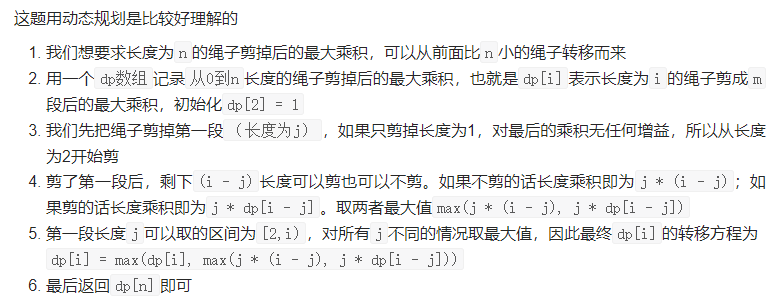 这题用动态规划是比较好理解的
1. 我们想要求长度为 n 的绳子剪掉后的最大乘积，可以从前面比 n 小的绳子转移而来
2. 用一个 dp数组 记录 从0到n 长度的绳子剪掉后的最大乘积，也就是 dp[i] 表示长度为 i 的绳子剪成 m
段后的最大乘积，初始化 dp[2] = 1
3. 我们先把绳子剪掉第一段 （长度为j），如果只剪掉长度为1，对最后的乘积无任何增益，所以从长度
为2开始剪
4. 剪了第一段后，剩下 (i - j) 长度可以剪也可以不剪。如果不剪的话长度乘积即为 j * (i - j)；如
果剪的话长度乘积即为 j * dp[i - j]。取两者最大值 max(j * (i - j), j * dp[i - j])
5. 第一段长度 j 可以取的区间为 [2,i)，对所有 j 不同的情况取最大值，因此最终 dp[i] 的转移方程为
dp[i] = max(dp[i], max(j * (i - j), j * dp[i - j]))
6. 最后返回 dp[n] 即可